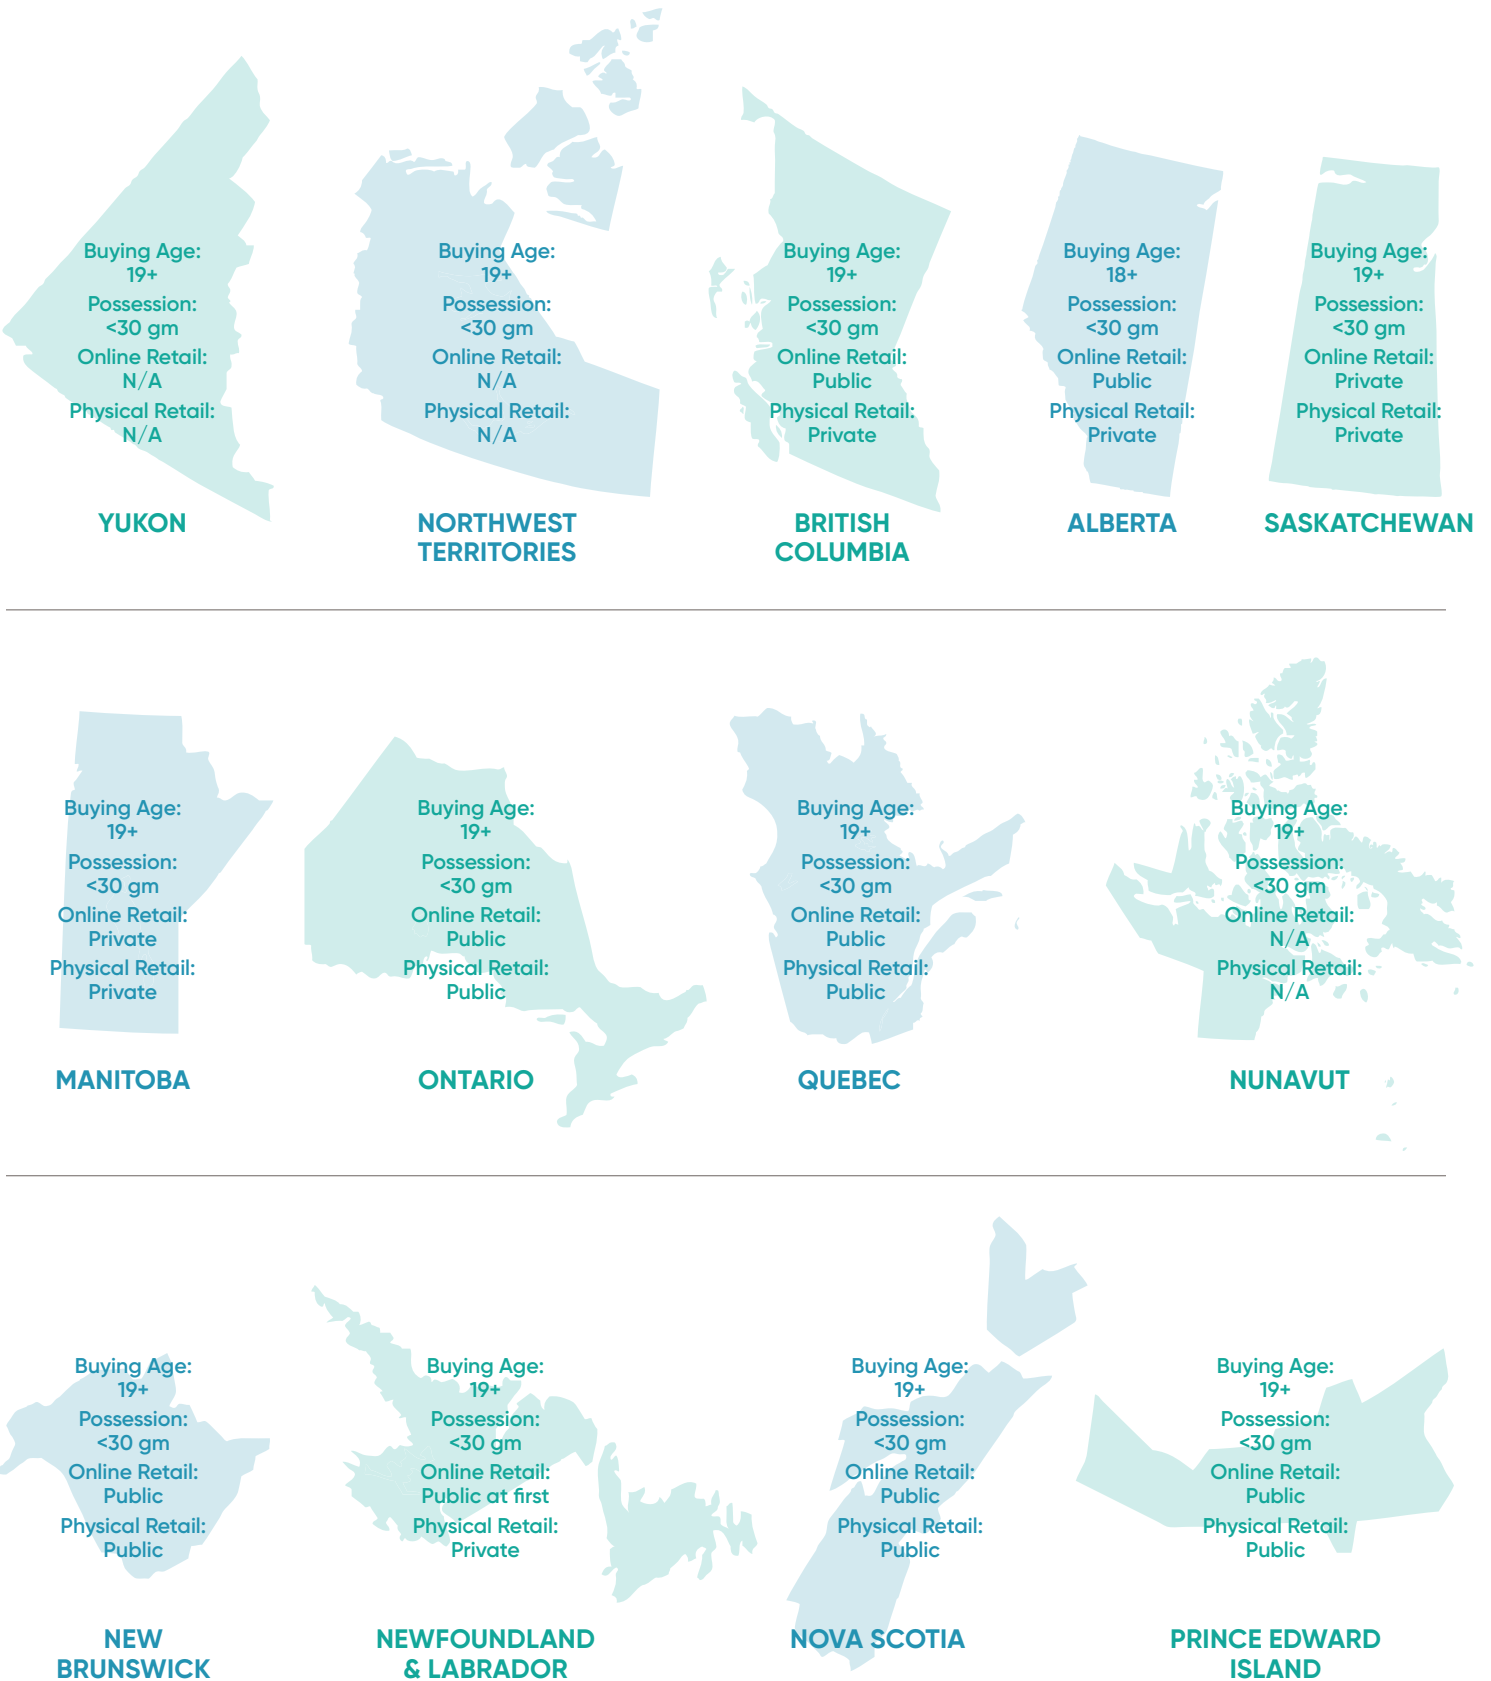 Buying Age:
19+
Possession:
<30 gm
Online Retail:
N/A
Physical Retail:
N/A
YUKON
Buying Age:
19+
Possession:
<30 gm
Online Retail:
N/A
Physical Retail:
N/A
NORTHWEST
TERRITORIES
Buying Age:
19+
Possession:
<30 gm
Online Retail:
Public
Physical Retail:
Private
BRITISH
COLUMBIA
Buying Age:
18+
Possession:
<30 gm
Online Retail:
Public
Physical Retail:
Private
ALBERTA
Buying Age:
19+
Possession:
<30 gm
Online Retail:
Private
Physical Retail:
Private
SASKATCHEWAN
Buying Age:
19+
Possession:
<30 gm
Online Retail:
Private
Physical Retail:
Private
MANITOBA
Buying Age:
19+
Possession:
<30 gm
Online Retail:
Public
Physical Retail:
Public
ONTARIO
Buying Age:
19+
Possession:
<30 gm
Online Retail:
Public
Physical Retail:
Public
QUEBEC
Buying Age:
19+
Possession:
<30 gm
Online Retail:
N/A
Physical Retail:
N/A
NUNAVUT
Buying Age:
19+
Possession:
<30 gm
Online Retail:
Public
Physical Retail:
Public
NEW
BRUNSWICK
Buying Age:
19+
Possession:
<30 gm
Online Retail:
Public at first
Physical Retail:
Private
NEWFOUNDLAND
& LABRADOR
Buying Age:
19+
Possession:
<30 gm
Online Retail:
Public
Physical Retail:
Public
NOVA SCOTIA
Buying Age:
19+
Possession:
<30 gm
Online Retail:
Public
Physical Retail:
Public
PRINCE EDWARD
ISLAND